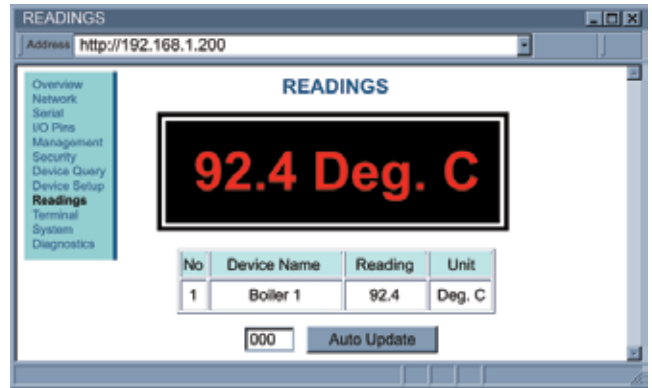 READINGS
Address http://192.168.1.200
Overview
Network
Serial
I/O Pins
Management
Security
Device Query
Device Setup
Readings
Terminal
System
Diagnostics
READINGS
92.4 Deg. C
No Device Name Reading Unit
1 Boiler 1 92.4 Deg. C
000 Auto Update